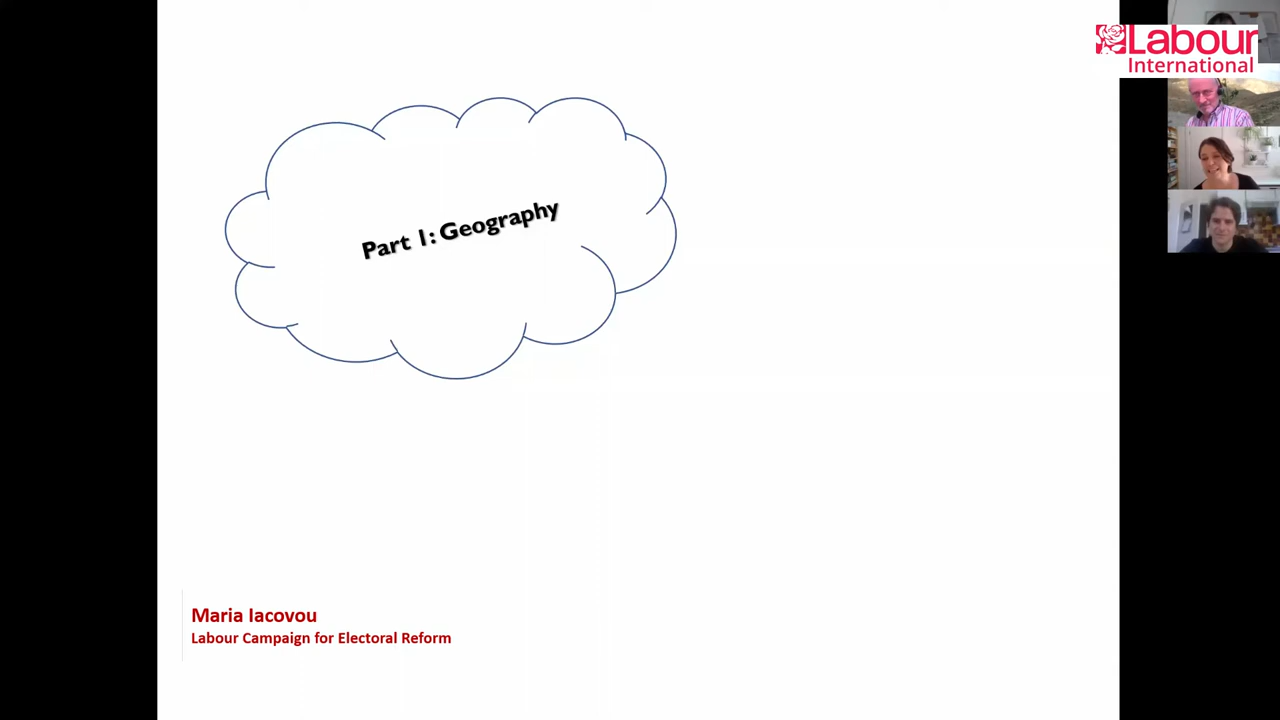 Labour
International
Part 1: Geography
Maria Iacovou
Labour Campaign for Electoral Reform